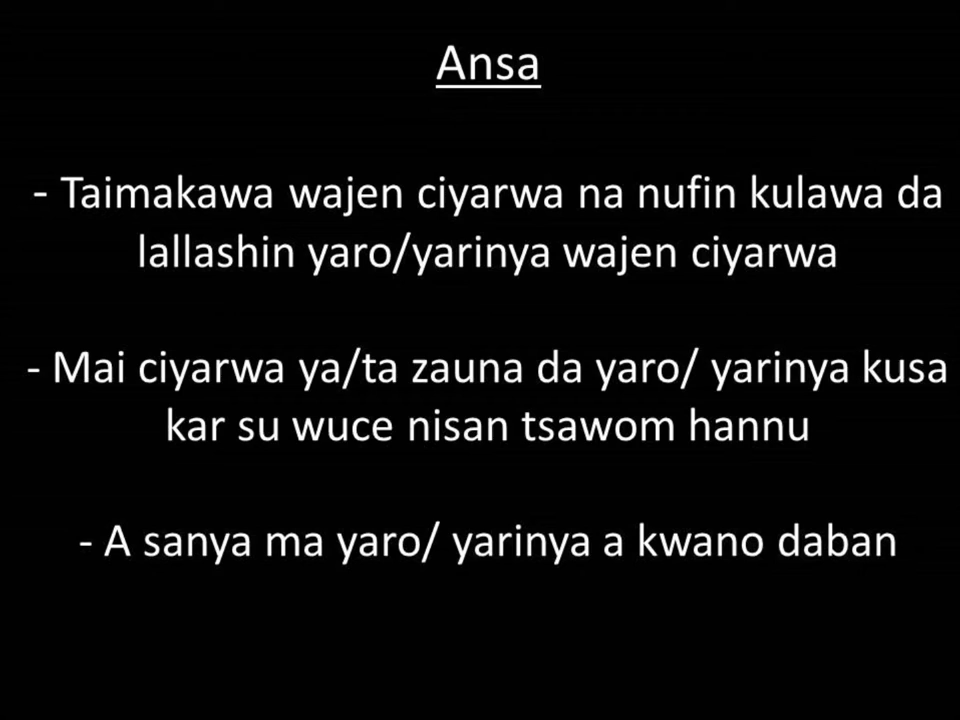 Ansa
- Taimakawa wajen ciyarwa na nufin kulawa da
lallashin yaro/yarinya wajen ciyarwa
- Mai ciyarwa ya/ta zauna da yaro/ yarinya kusa
kar su wuce nisan tsawom hannu
- A sanya ma yaro/ yarinya a kwano daban